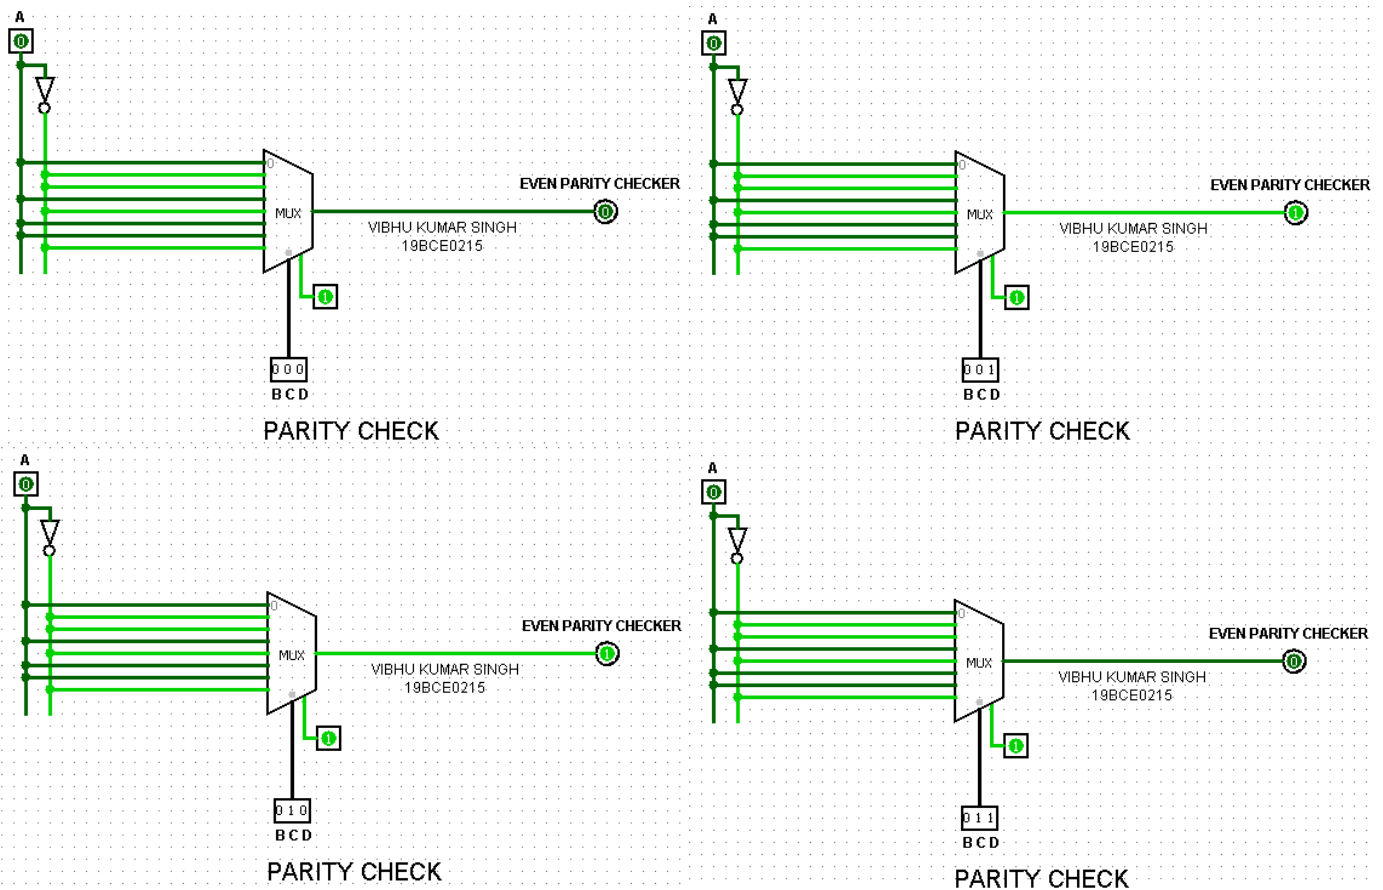 A
0
0
MUX
EVEN PARITY CHECKER
0
VIBHU KUMAR SINGH
19BCE0215
1
0 0 0
B C D
PARITY CHECK
A
0
0
MUX
EVEN PARITY CHECKER
1
VIBHU KUMAR SINGH
19BCE0215
1
0 0 1
B C D
PARITY CHECK
A
0
0
MUX
EVEN PARITY CHECKER
1
VIBHU KUMAR SINGH
19BCE0215
1
0 1 0
B C D
PARITY CHECK
A
0
0
MUX
EVEN PARITY CHECKER
0
VIBHU KUMAR SINGH
19BCE0215
1
0 1 1
B C D
PARITY CHECK